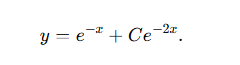 y = e^{-x} + Ce^{-2x}.